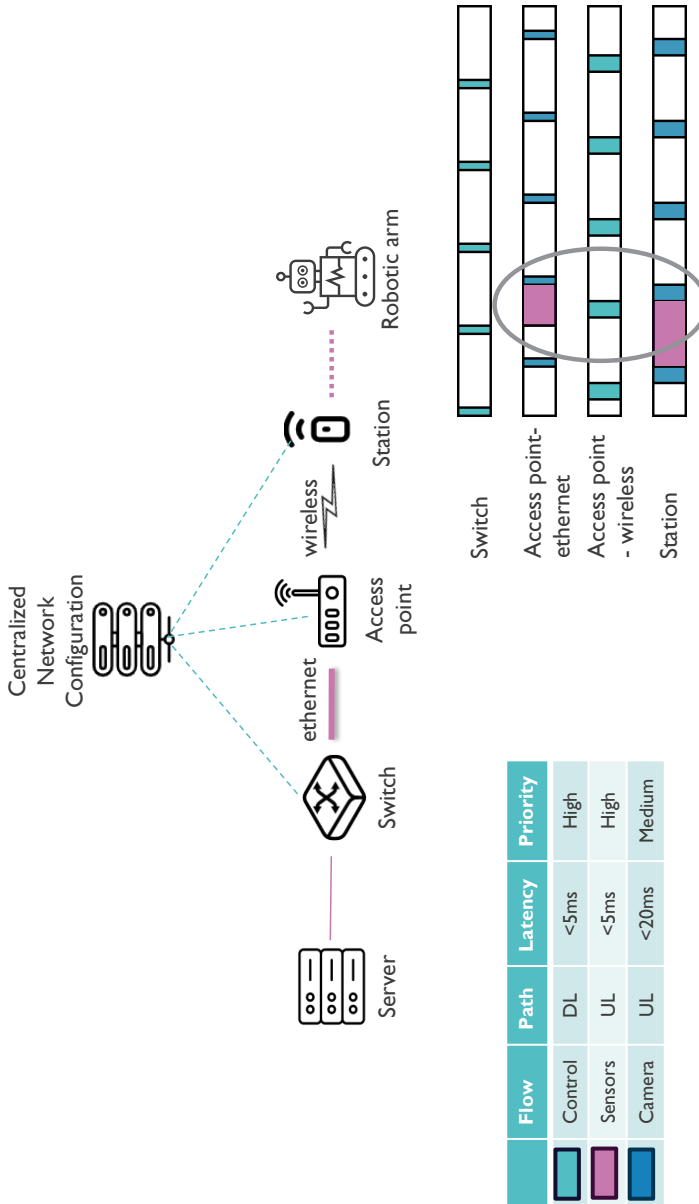 Centralized
Network
Configuration
ethernet
wireless
Server
Switch
Access
point
Station
Robotic arm
Flow Path Latency Priority
Control DL <5ms High
Sensors UL <5ms High
Camera UL <20ms Medium
Switch
Access point-
ethernet
Access point
- wireless
Station